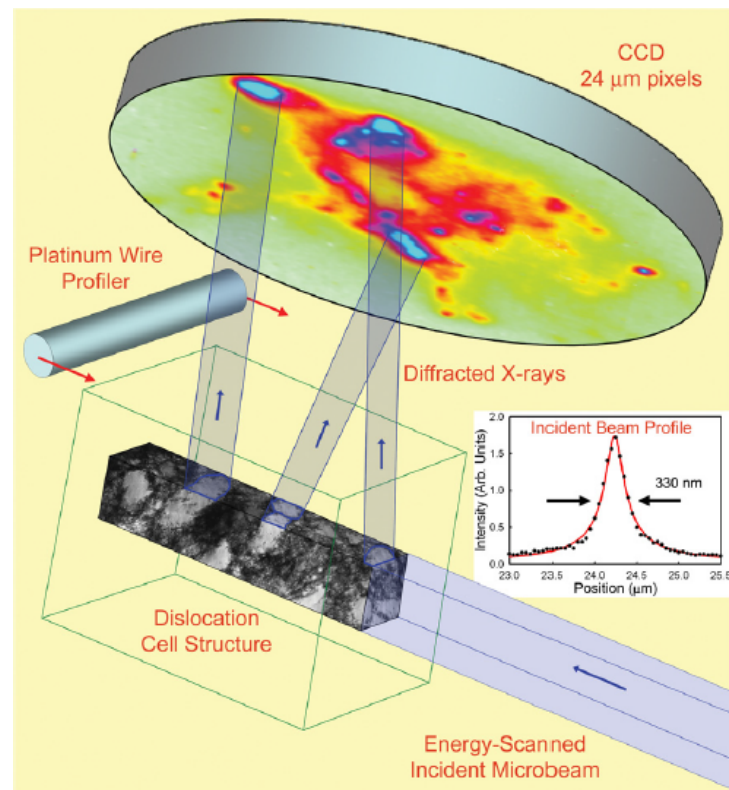 CCD
24 μm pixels
Platinum Wire
Profiler
Diffracted X-rays
Incident Beam Profile
Intensity (Arb. Units)
2.0
1.5
1.0
0.5
0.0
330 nm
23.0 23.5 24.0 24.5 25.0 25.5
Position (μm)
Dislocation
Cell Structure
Energy-Scanned
Incident Microbeam